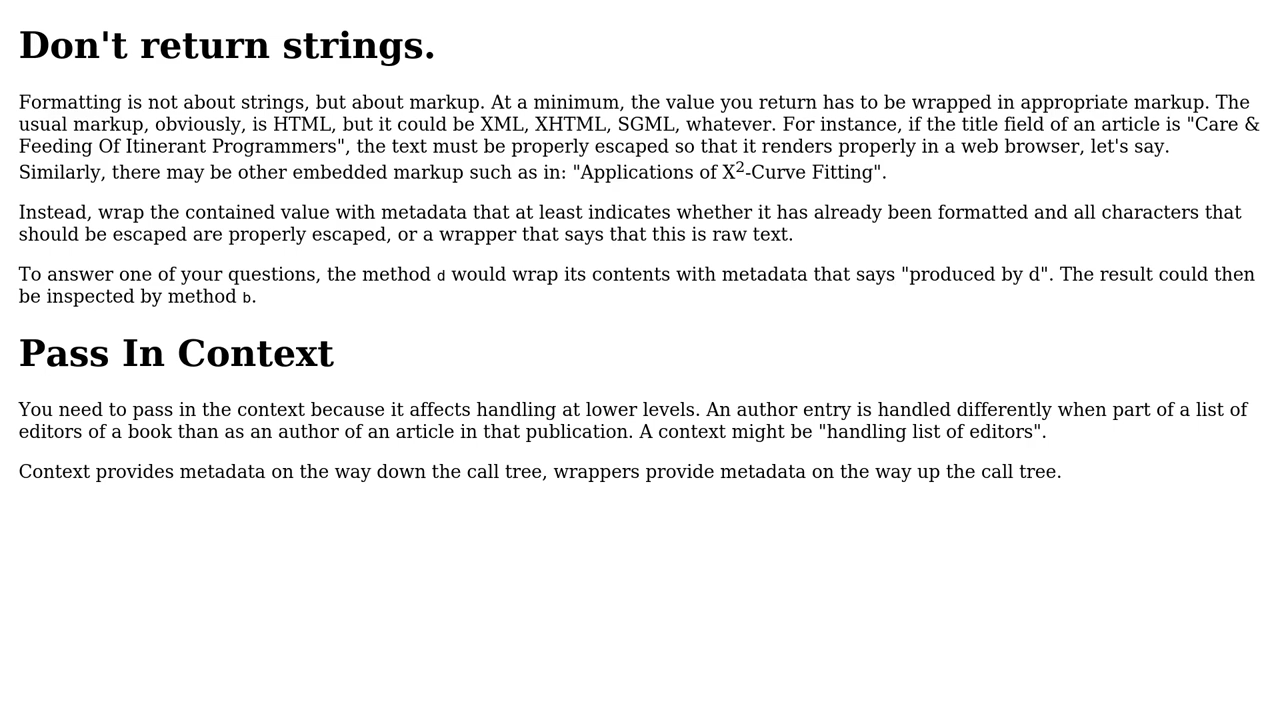 Don't return strings.
Formatting is not about strings, but about markup. At a minimum, the value you return has to be wrapped in appropriate markup. The
usual markup, obviously, is HTML, but it could be XML, XHTML, SGML, whatever. For instance, if the title field of an article is "Care &
Feeding Of Itinerant Programmers", the text must be properly escaped so that it renders properly in a web browser, let's say.
Similarly, there may be other embedded markup such as in: "Applications of X²-Curve Fitting".
Instead, wrap the contained value with metadata that at least indicates whether it has already been formatted and all characters that
should be escaped are properly escaped, or a wrapper that says that this is raw text.
To answer one of your questions, the method d would wrap its contents with metadata that says "produced by d". The result could then
be inspected by method b.
Pass In Context
You need to pass in the context because it affects handling at lower levels. An author entry is handled differently when part of a list of
editors of a book than as an author of an article in that publication. A context might be "handling list of editors".
Context provides metadata on the way down the call tree, wrappers provide metadata on the way up the call tree.